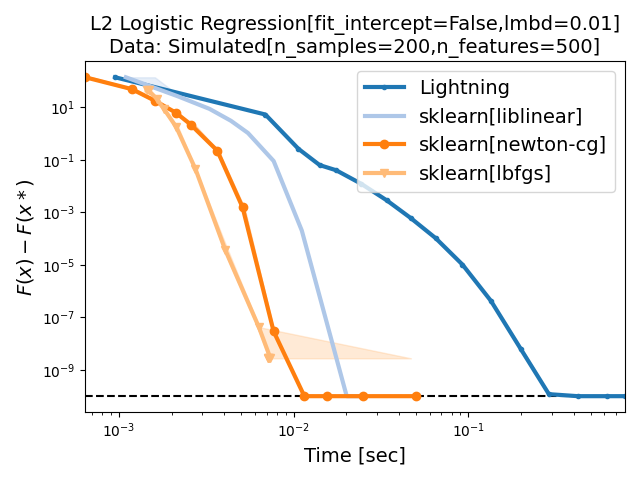 L2 Logistic Regression[fit_intercept=False,lmbd=0.01]
Data: Simulated[n_samples=200,n_features=500]
Lightning
sklearn[liblinear]
sklearn[newton-cg]
sklearn[lbfgs]
F(x) − F(x*)
10¹
10⁻¹
10⁻³
10⁻⁵
10⁻⁷
10⁻⁹
10⁻³ 10⁻² 10⁻¹
Time [sec]